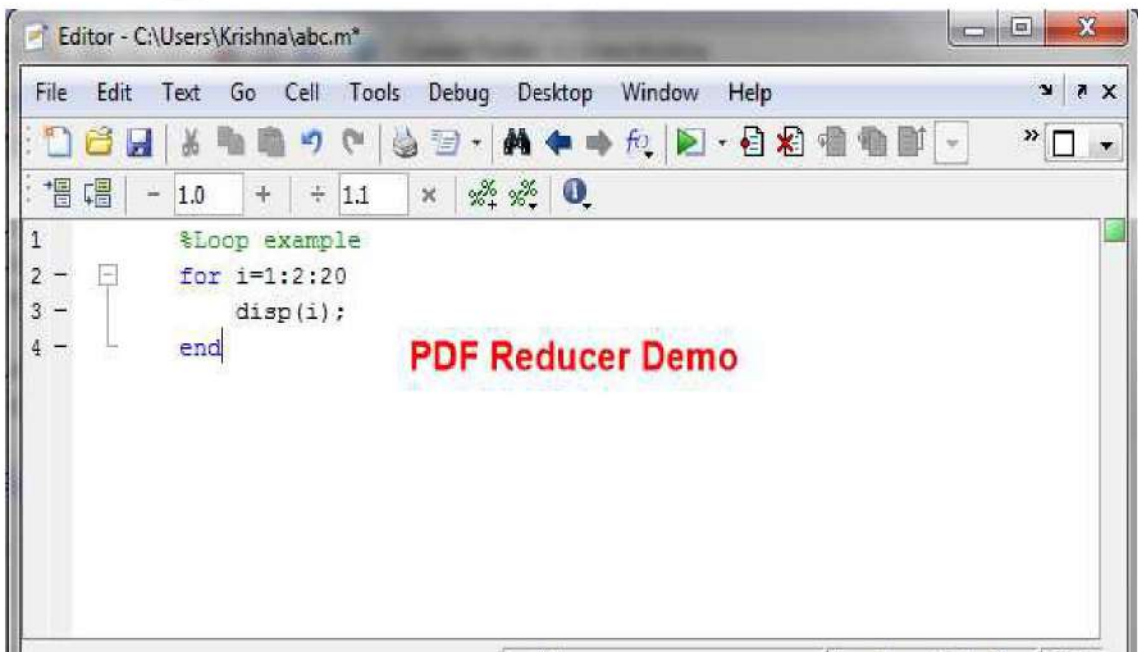 Editor - C:\Users\Krishna\abc.m*
File Edit Text Go Cell Tools Debug Desktop Window Help
- 1.0 + ÷ 1.1 ×
1 %Loop example
2 - for i=1:2:20
3 - disp(i);
4 - end
PDF Reducer Demo